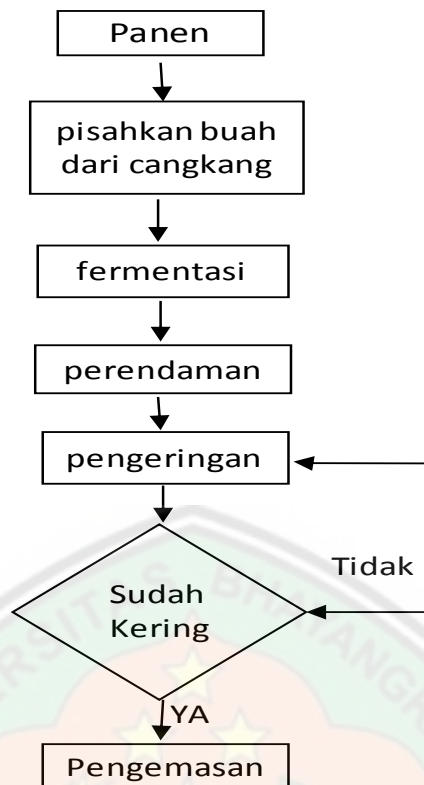 Panen
pisahkan buah
dari cangkang
fermentasi
perendaman
pengeringan
Tidak
Sudah
Kering
YA
Pengemasan